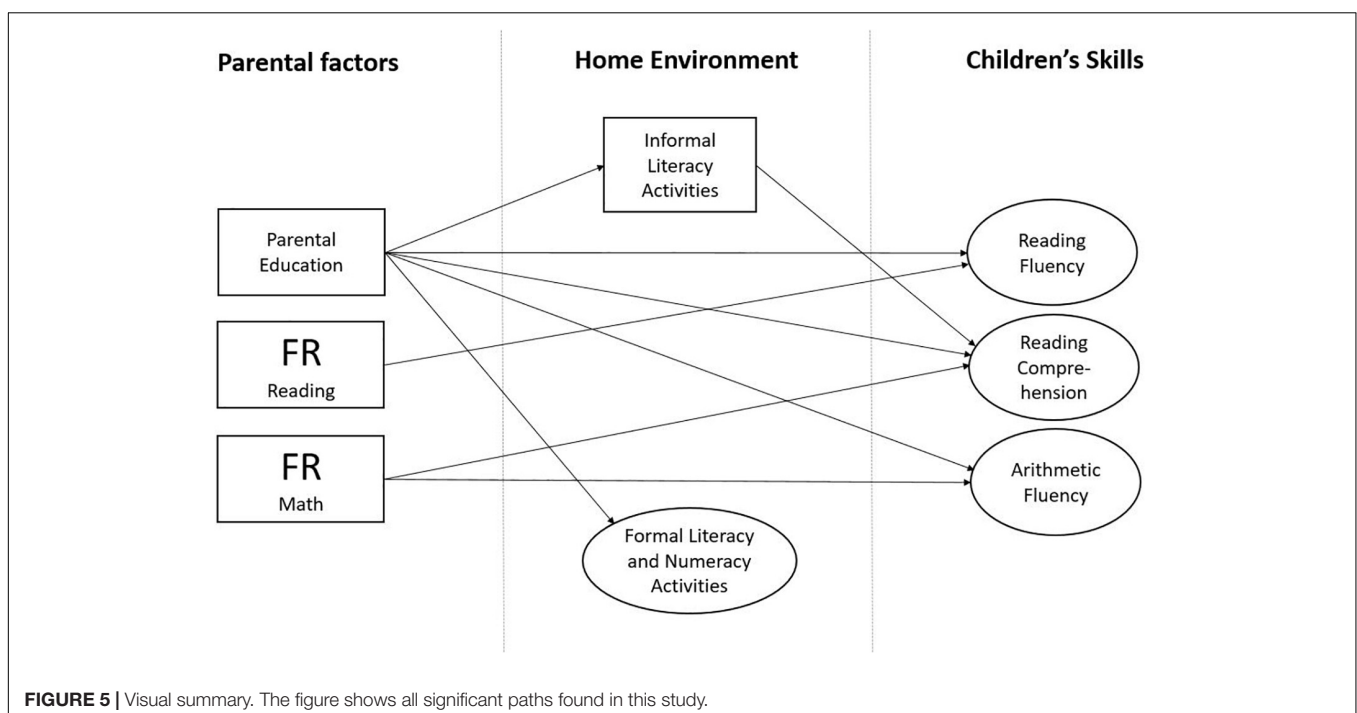 Parental factors
Home Environment
Children's Skills
Informal
Literacy
Activities
Parental
Education
Reading
Fluency
FR
Reading
Reading
Compre-
hension
FR
Math
Arithmetic
Fluency
Formal Literacy
and Numeracy
Activities
FIGURE 5 | Visual summary. The figure shows all significant paths found in this study.